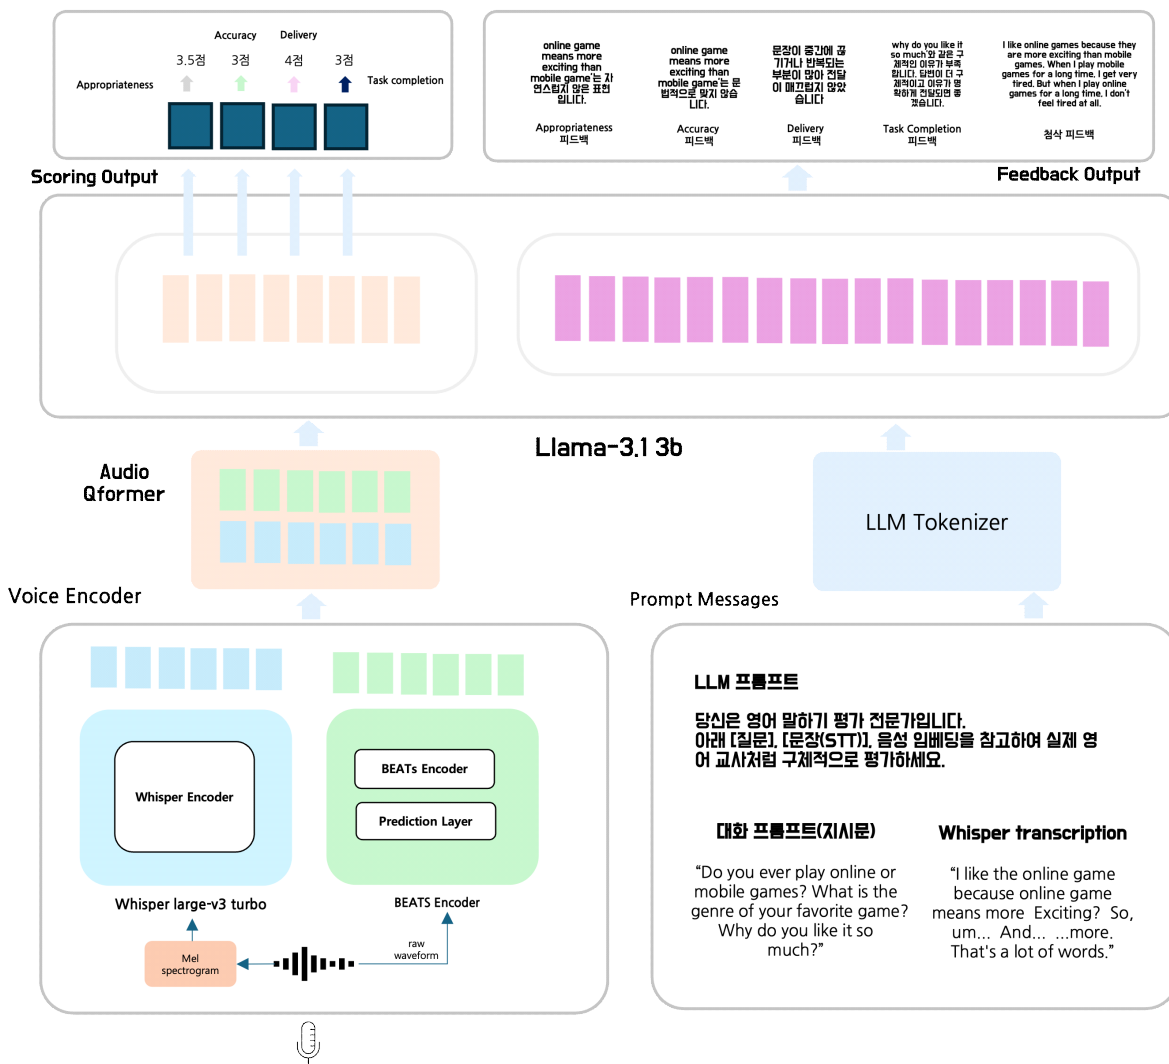 3.5점
Accuracy
3점
Delivery
4점
3점
Appropriateness
Task completion
Scoring Output
online game
means more
exciting than
mobile game'는 자
연스럽지 않은 표현
입니다.
Appropriateness
피드백
online game
means more
exciting than
mobile game'는 문
법적으로 맞지 않습
니다.
Accuracy
피드백
문장이 중간에 끊
기거나 반복되는
부분이 많아 전달
이 매끄럽지 않았
습니다
Delivery
피드백
why do you like it
so much'와 같은 구
체적인 이유가 부족
합니다. 답변이 더 구
체적이고 이유가 명
확하게 전달되면 좋
겠습니다.
Task Completion
피드백
I like online games because they
are more exciting than mobile
games. When I play mobile
games for a long time, I get very
tired. But when I play online
games for a long time, I don't
feel tired at all.
첨삭 피드백
Feedback Output
Llama-3.1 3b
Audio
Qformer
LLM Tokenizer
Voice Encoder
Prompt Messages
Whisper Encoder
BEATs Encoder
Prediction Layer
Whisper large-v3 turbo
BEATS Encoder
Mel
spectrogram
raw
waveform
LLM 프롬프트
당신은 영어 말하기 평가 전문가입니다.
아래 [질문], [문장(STT)], 음성 임베딩을 참고하여 실제 영
어 교사처럼 구체적으로 평가하세요.
대화 프롬프트(지시문)
“Do you ever play online or
mobile games? What is the
genre of your favorite game?
Why do you like it so
much?”
Whisper transcription
“I like the online game
because online game
means more Exciting? So,
um... And... ...more.
That's a lot of words.”